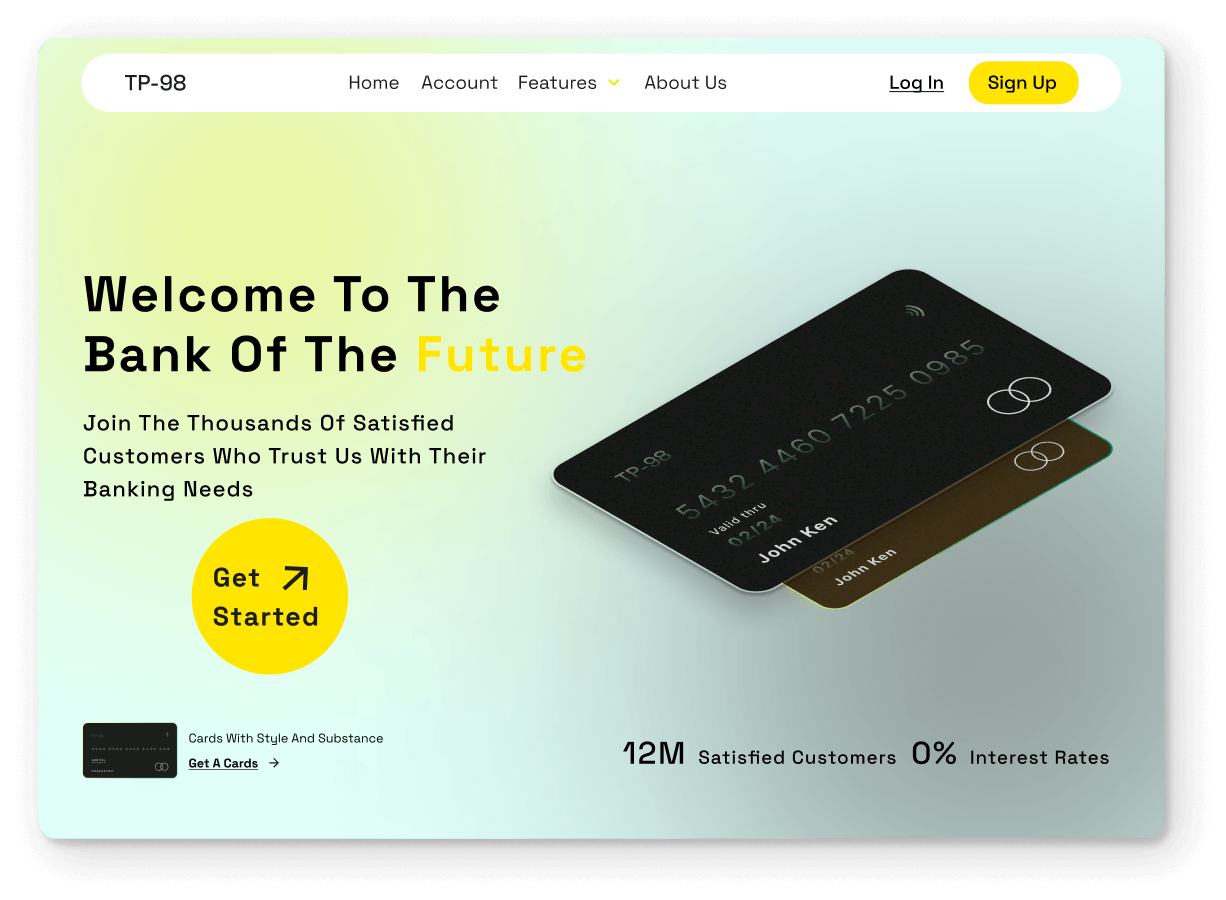 TP-98
Home Account Features About Us
Log In Sign Up
Welcome To The
Bank Of The Future
Join The Thousands Of Satisfied
Customers Who Trust Us With Their
Banking Needs
Get
Started
TP-98
5432 4460 7225 0985
Valid thru
02/24
John Ken
02/24
John Ken
Cards With Style And Substance
Get A Cards
12M Satisfied Customers 0% Interest Rates